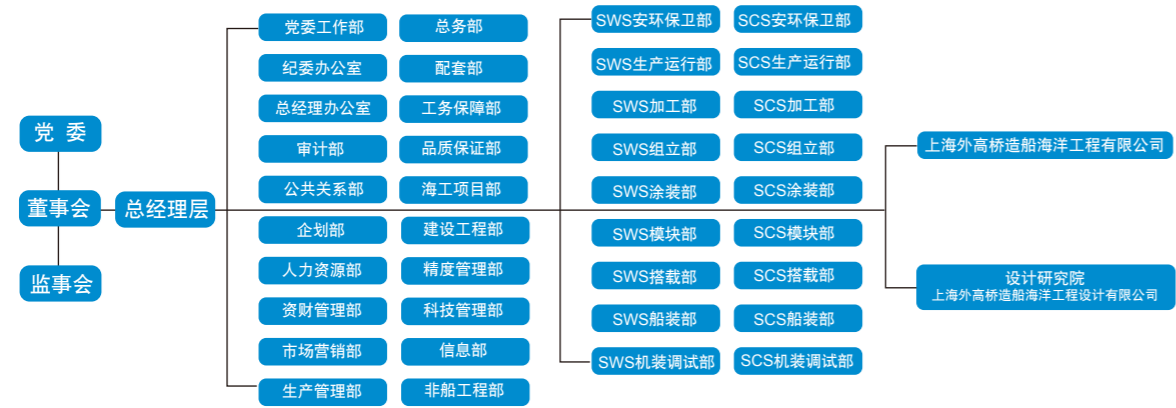 党 委
董事会
监事会
总经理层
党委工作部
纪委办公室
总经理办公室
审计部
公共关系部
企划部
人力资源部
资财管理部
市场营销部
生产管理部
总务部
配套部
工务保障部
品质保证部
海工项目部
建设工程部
精度管理部
科技管理部
信息部
非船工程部
SWS安环保卫部
SWS生产运行部
SWS加工部
SWS组立部
SWS涂装部
SWS模块部
SWS搭载部
SWS船装部
SWS机装调试部
SCS安环保卫部
SCS生产运行部
SCS加工部
SCS组立部
SCS涂装部
SCS模块部
SCS搭载部
SCS船装部
SCS机装调试部
上海外高桥造船海洋工程有限公司
设计研究院
上海外高桥造船海洋工程设计有限公司